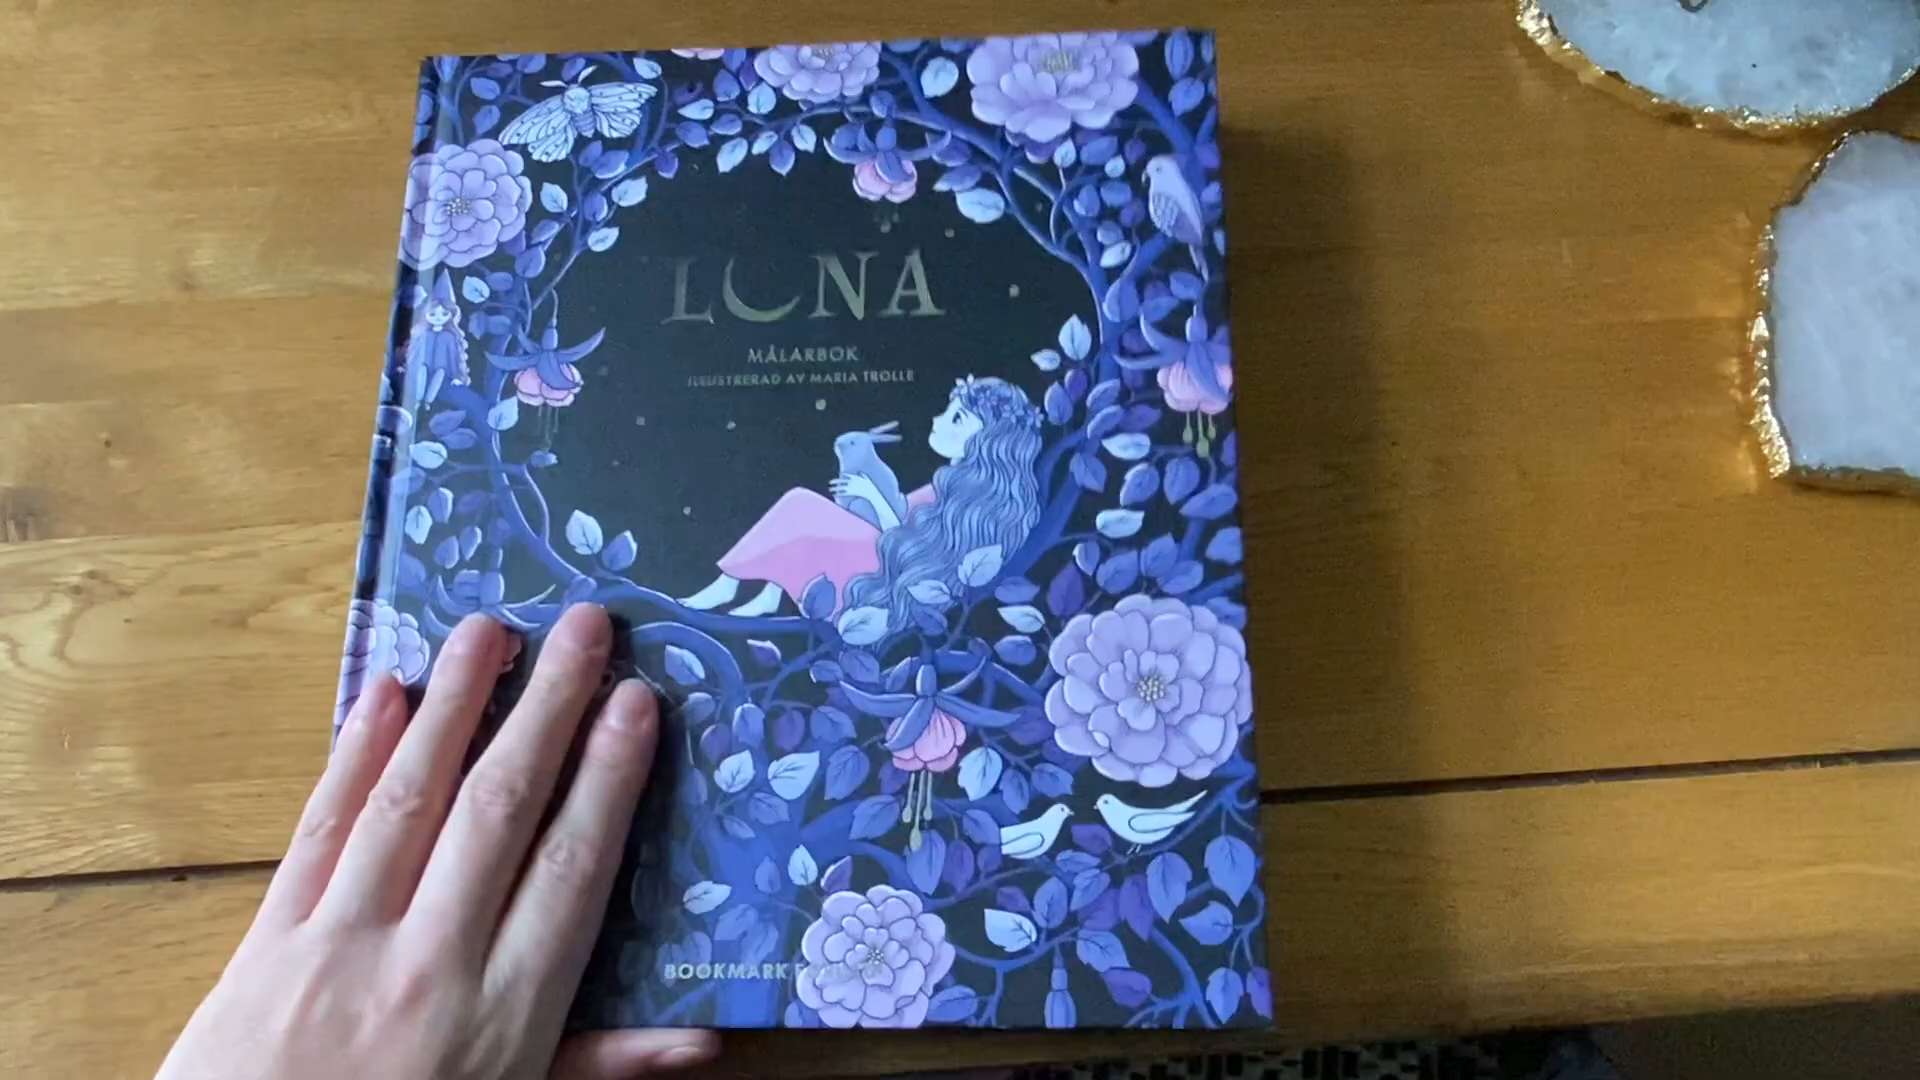 LUNA
MÅLARBOK
ILLUSTRERAD AV MARIA TROLLE
BOOKMARK